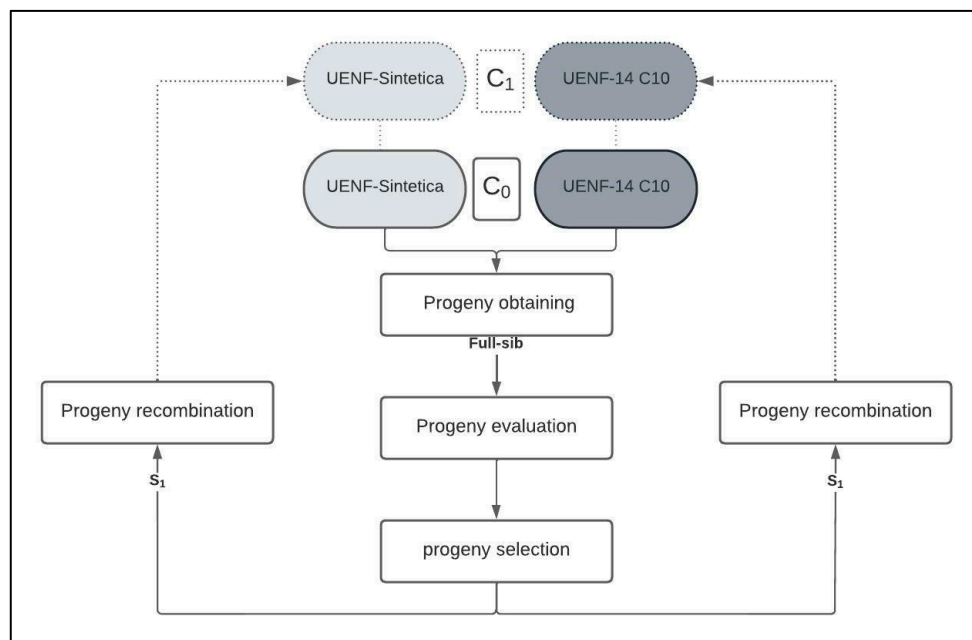 UENF-Sintetica
C₁
UENF-14 C10
UENF-Sintetica
C₀
UENF-14 C10
Progeny obtaining
Full-sib
Progeny recombination
Progeny evaluation
Progeny recombination
S₁
S₁
progeny selection